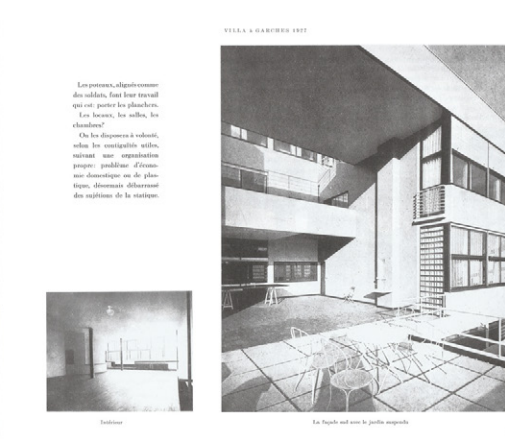 VILLA à GARCHES 1927
Les poteaux, alignés comme
des soldats, font leur travail
qui est: porter les planchers.
Les locaux, les salles, les
chambres?
On les disposera à volonté,
selon les contiguïtés utiles,
suivant une organisation
propre: problème d'écono-
mie domestique ou de plas-
tique, désormais débarrassé
des sujétions de la statique.
Intérieur
La façade sud avec le jardin suspendu